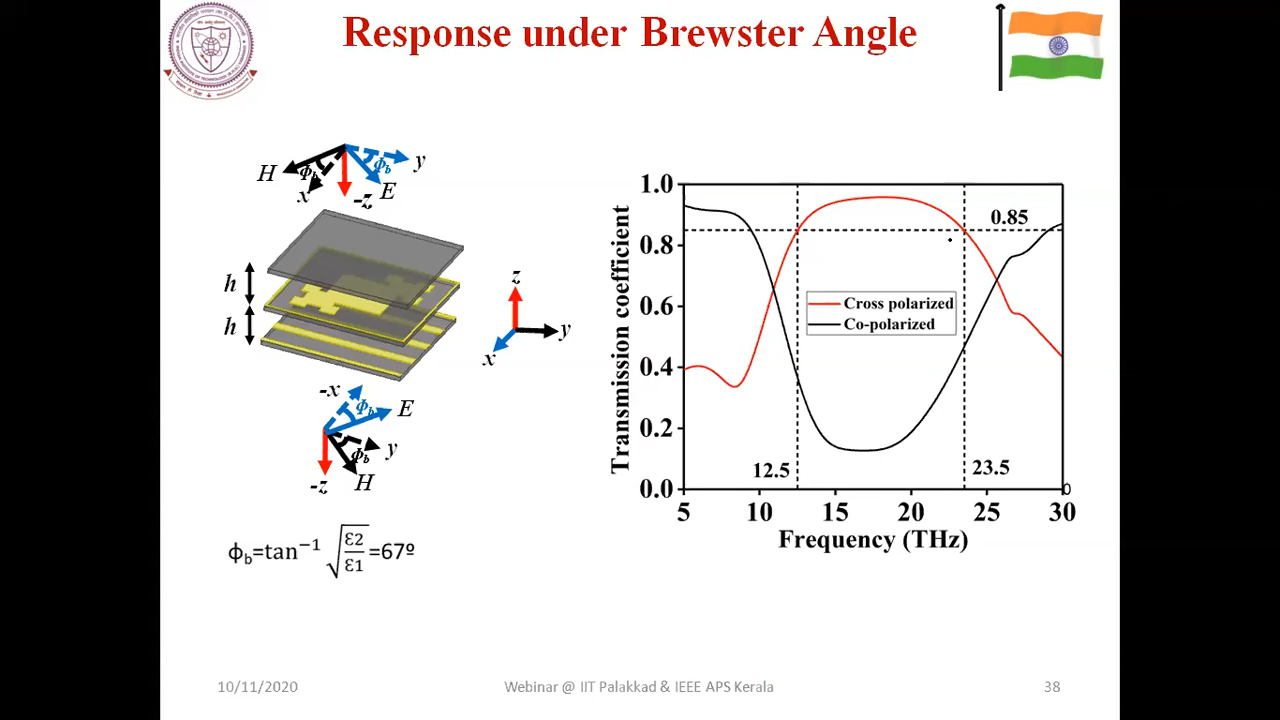 Response under Brewster Angle
H
ϕb
x
-z
ϕb
E
y
h
h
z
y
x
-x
ϕb
E
y
ϕb
H
-z
ϕb=tan−1 √ε2/ε1=67º
Transmission coefficient
1.0
0.8
0.6
0.4
0.2
0.0
0.85
Cross polarized
Co-polarized
12.5
23.5
0
5 10 15 20 25 30
Frequency (THz)
10/11/2020
Webinar @ IIT Palakkad & IEEE APS Kerala
38